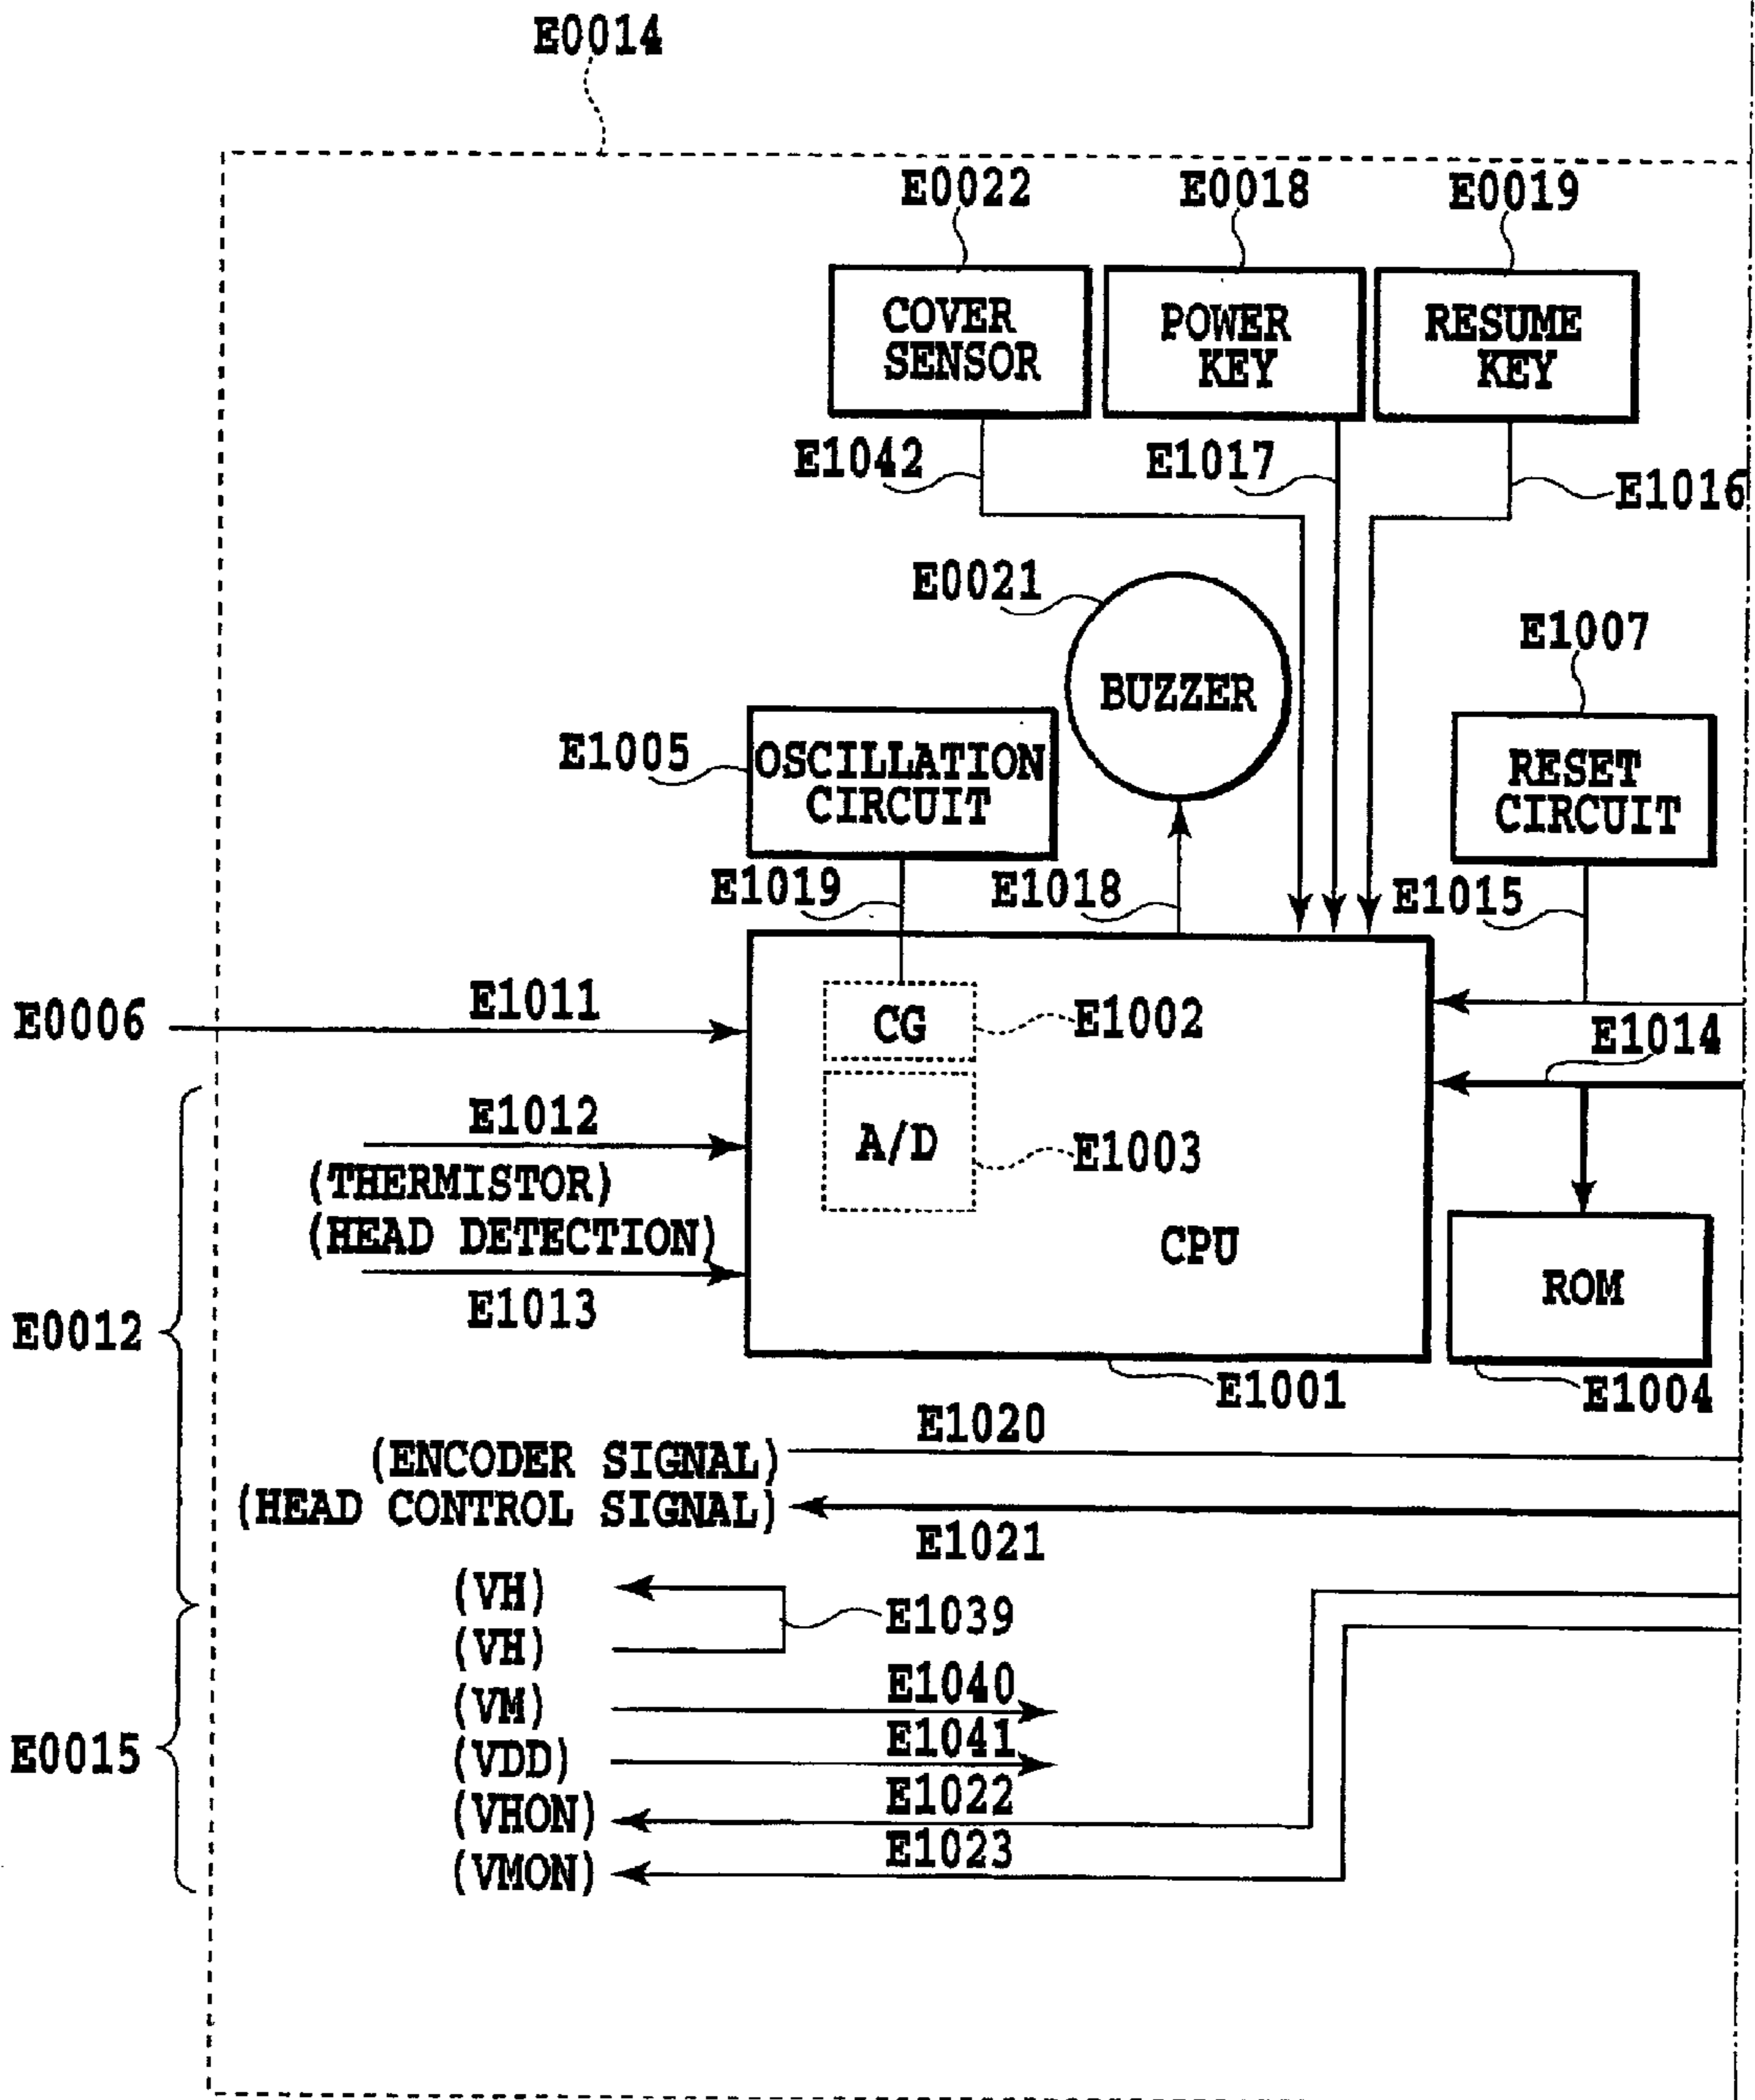 E0014
E0022 E0018 E0019
COVER SENSOR
POWER KEY
RESUME KEY
E1042 E1017 E1016
E0021
BUZZER
E1007
E1005
OSCILLATION CIRCUIT
RESET CIRCUIT
E1019 E1018 E1015
E0006
E1011
CG
E1002
E1014
E1012
A/D
E1003
(THERMISTOR)
(HEAD DETECTION)
CPU
ROM
E1013
E0012
E1001
E1004
E1020
(ENCODER SIGNAL)
(HEAD CONTROL SIGNAL)
E1021
(VH)
E1039
(VH)
E1040
(VM)
E1041
E0015
(VDD)
E1022
(VHON)
E1023
(VMON)